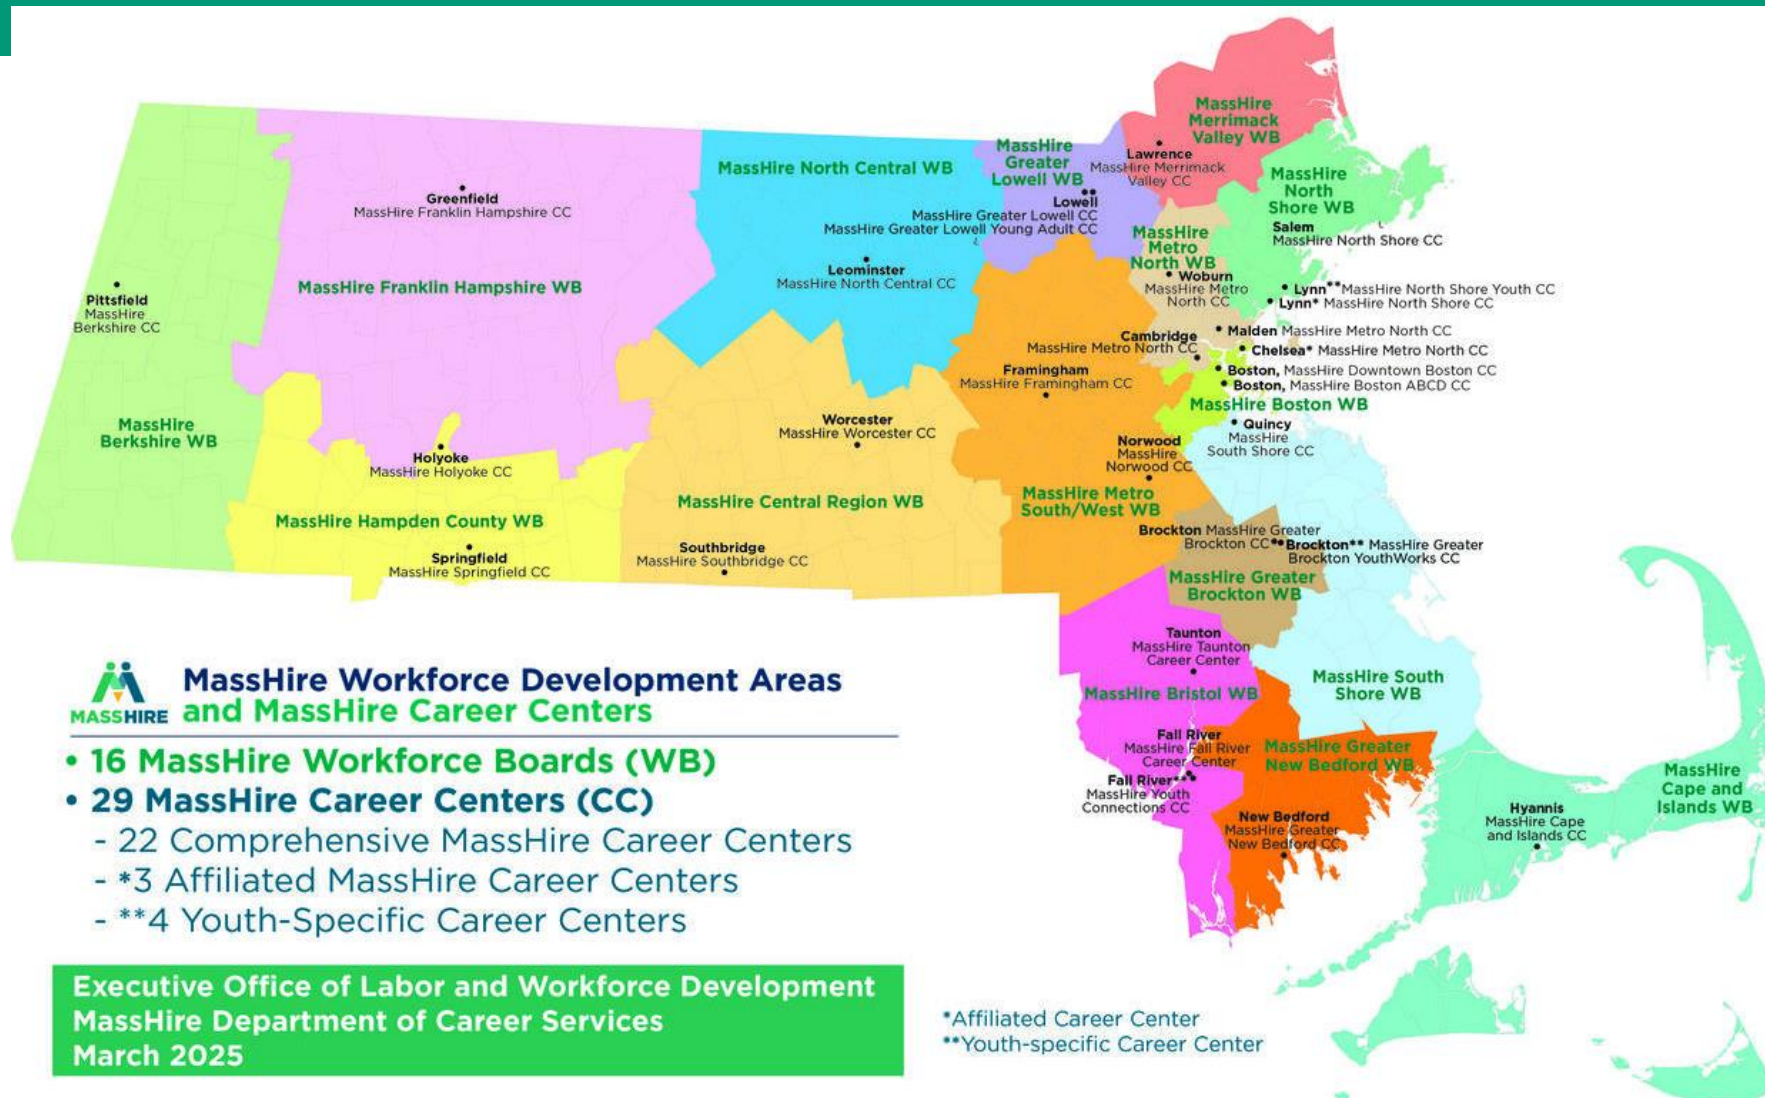 MassHire
Merrimack
Valley WB
Lawrence
MassHire Merrimack
Valley CC
MassHire
Greater
Lowell WB
Lowell
MassHire Greater Lowell CC
MassHire Greater Lowell Young Adult CC
MassHire North Central WB
Leominster
MassHire North Central CC
Greenfield
MassHire Franklin Hampshire CC
MassHire Franklin Hampshire WB
Pittsfield
MassHire
Berkshire CC
MassHire
Berkshire WB
MassHire
North
Shore WB
Salem
MassHire North Shore CC
Lynn**MassHire North Shore Youth CC
Lynn* MassHire North Shore CC
MassHire
Metro
North WB
Woburn
MassHire Metro
North CC
Malden MassHire Metro North CC
Cambridge
MassHire Metro North CC
Chelsea* MassHire Metro North CC
Boston, MassHire Downtown Boston CC
Boston, MassHire Boston ABCD CC
MassHire Boston WB
Framingham
MassHire Framingham CC
Norwood
MassHire
Norwood CC
MassHire Metro
South/West WB
Quincy
MassHire
South Shore CC
Worcester
MassHire Worcester CC
MassHire Central Region WB
Southbridge
MassHire Southbridge CC
Holyoke
MassHire Holyoke CC
MassHire Hampden County WB
Springfield
MassHire Springfield CC
Brockton MassHire Greater
Brockton CC
Brockton** MassHire Greater
Brockton YouthWorks CC
MassHire Greater
Brockton WB
Taunton
MassHire Taunton
Career Center
MassHire Bristol WB
MassHire South
Shore WB
Fall River
MassHire Fall River
Career Center
Fall River**
MassHire Youth
Connections CC
MassHire Greater
New Bedford WB
New Bedford
MassHire Greater
New Bedford CC
Hyannis
MassHire Cape
and Islands CC
MassHire
Cape and
Islands WB
MASSHIRE
MassHire Workforce Development Areas
and MassHire Career Centers
• 16 MassHire Workforce Boards (WB)
• 29 MassHire Career Centers (CC)
- 22 Comprehensive MassHire Career Centers
- *3 Affiliated MassHire Career Centers
- **4 Youth-Specific Career Centers
Executive Office of Labor and Workforce Development
MassHire Department of Career Services
March 2025
*Affiliated Career Center
**Youth-specific Career Center